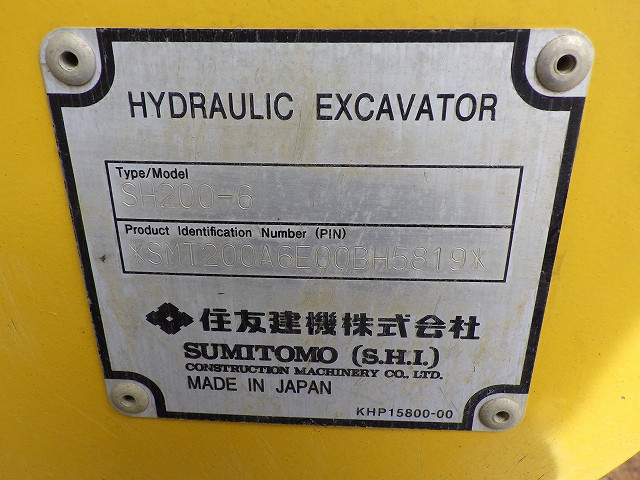 HYDRAULIC EXCAVATOR
Type/Model
SH200-6
Product Identification Number (PIN)
*SMT200A6E00BH5819*
住友建機株式会社
SUMITOMO (S.H.I.)
CONSTRUCTION MACHINERY CO., LTD.
MADE IN JAPAN
KHP15800-00